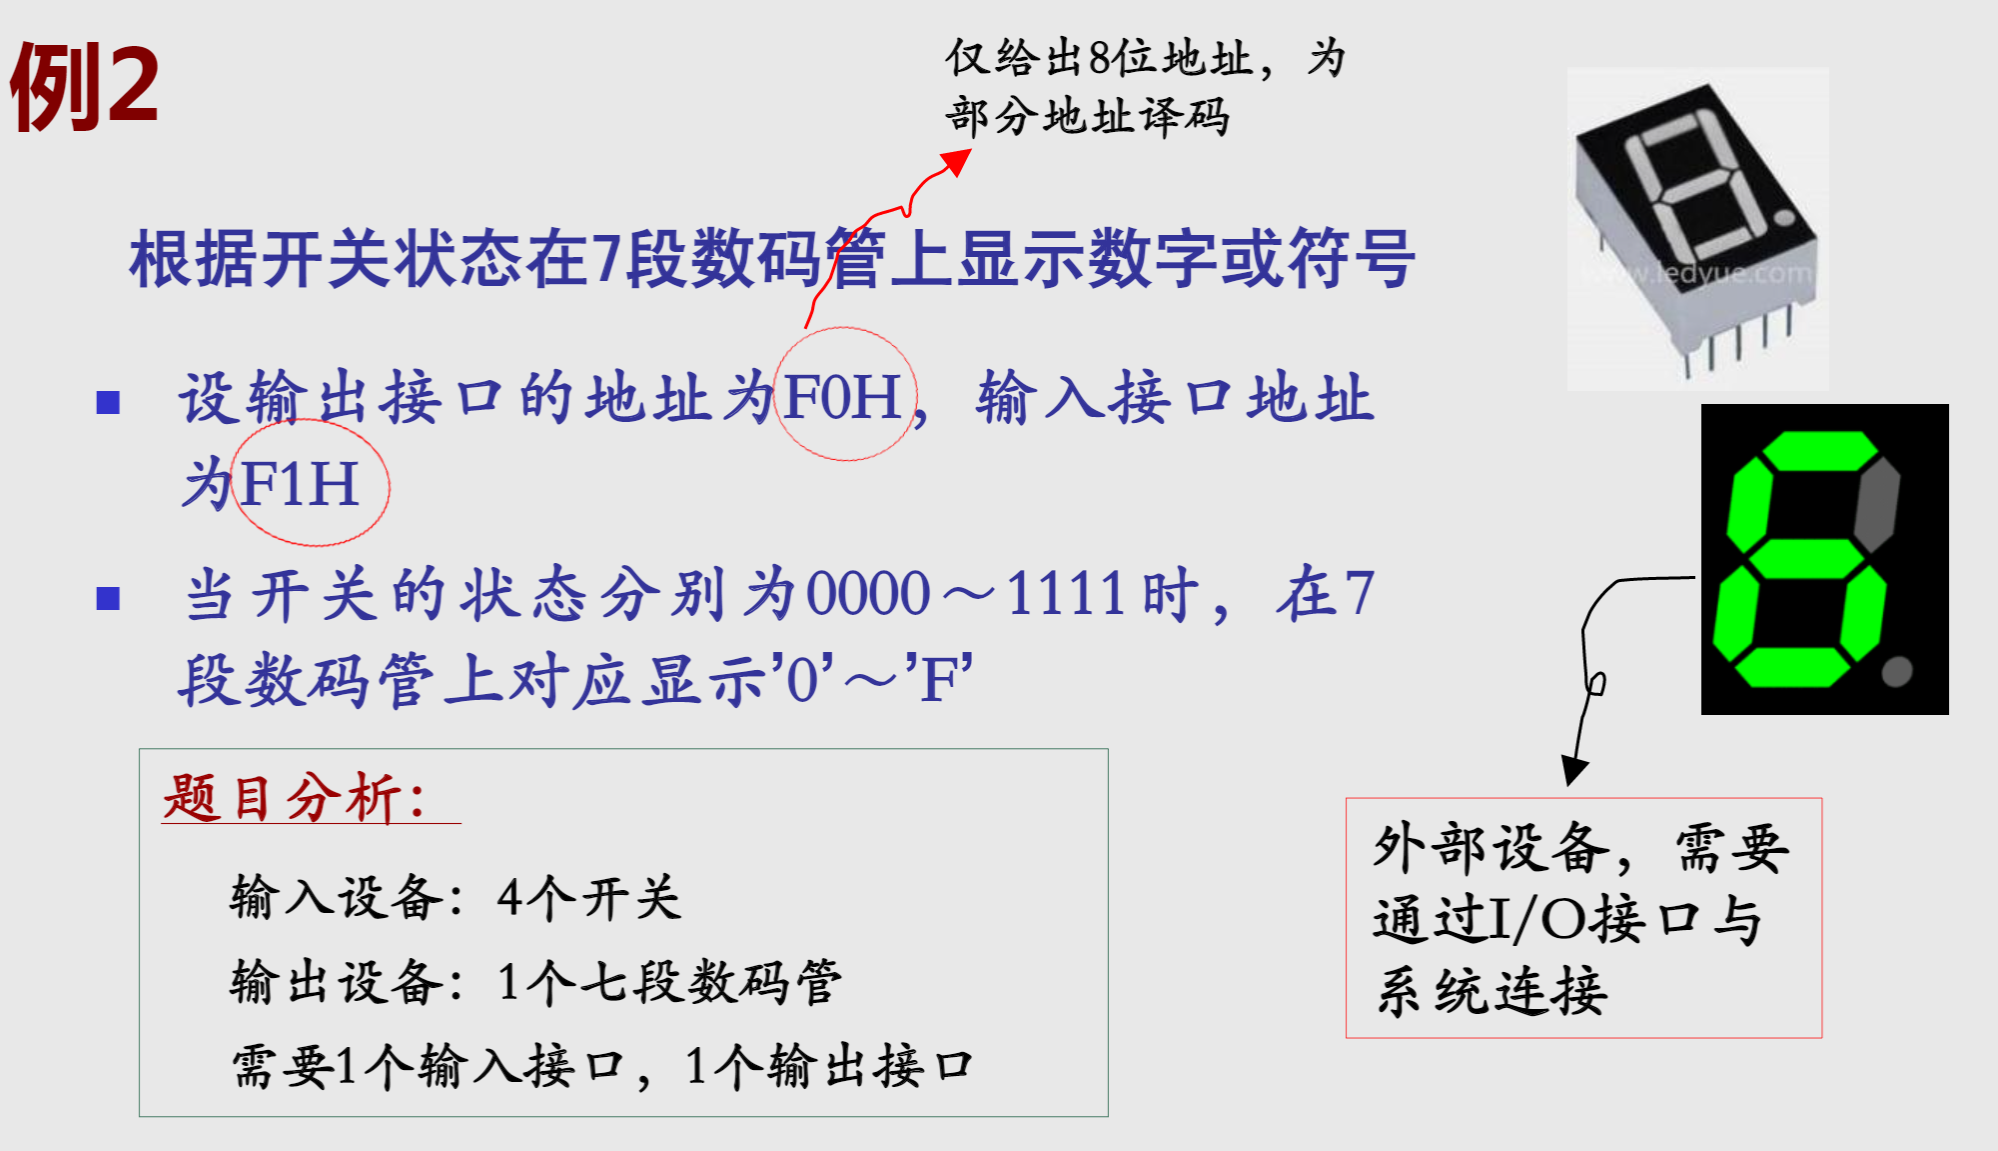 例2
仅给出8位地址，为
部分地址译码
根据开关状态在7段数码管上显示数字或符号
设输出接口的地址为F0H，输入接口地址
为F1H
当开关的状态分别为0000～1111时，在7
段数码管上对应显示’0’～’F’
题目分析：
输入设备：4个开关
输出设备：1个七段数码管
需要1个输入接口，1个输出接口
www.ledyue.com
外部设备，需要
通过I/O接口与
系统连接